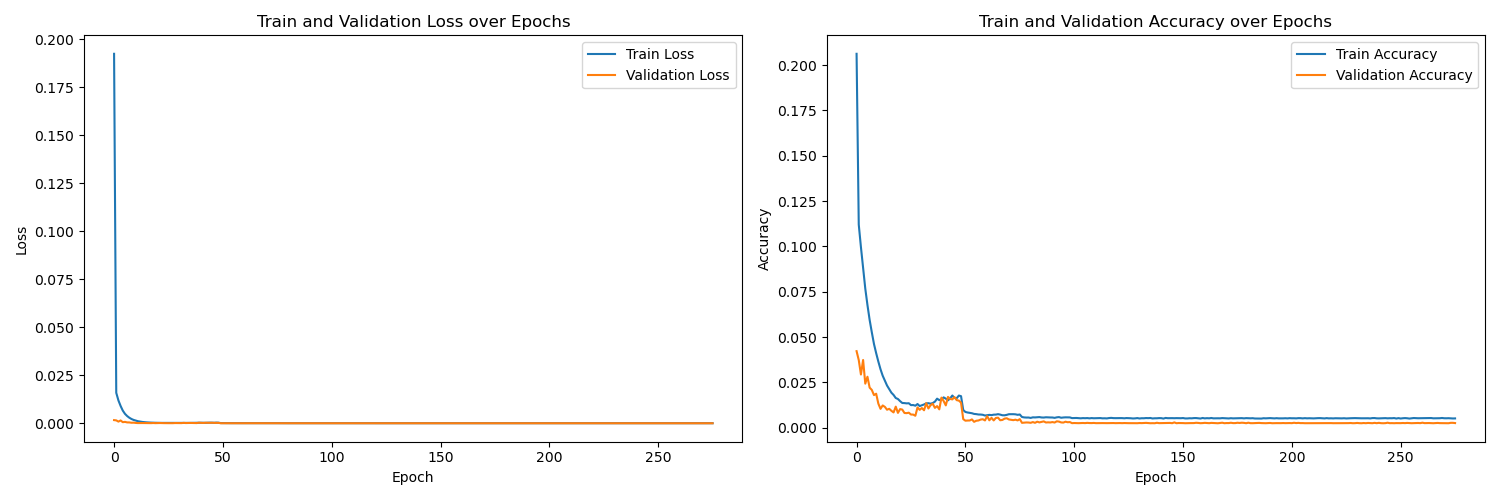 Train and Validation Loss over Epochs
0.200
0.175
0.150
0.125
0.100
0.075
0.050
0.025
0.000
Loss
0 50 100 150 200 250
Epoch
Train Loss
Validation Loss
Train and Validation Accuracy over Epochs
0.200
0.175
0.150
0.125
0.100
0.075
0.050
0.025
0.000
Accuracy
0 50 100 150 200 250
Epoch
Train Accuracy
Validation Accuracy